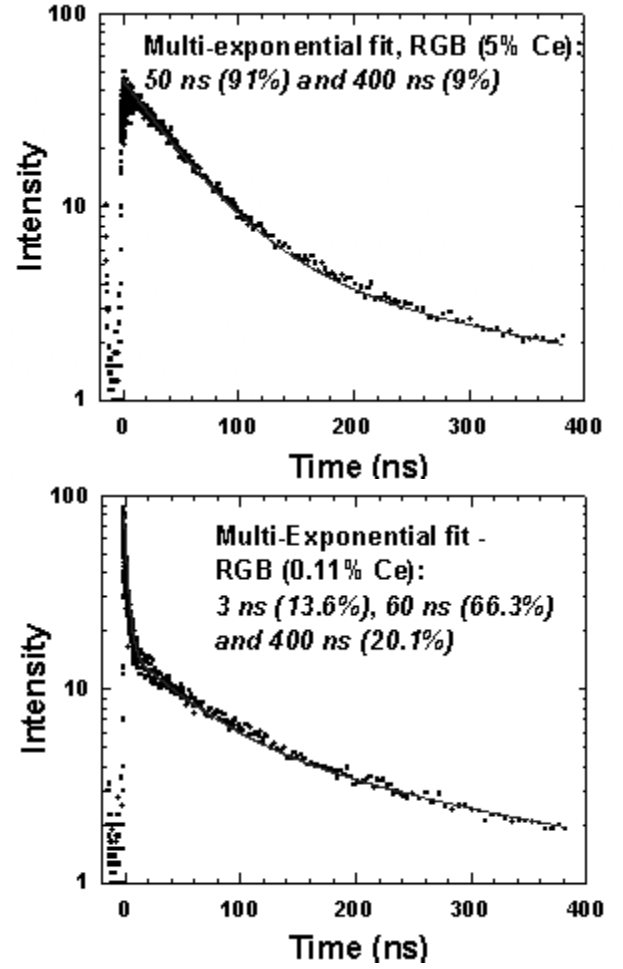 100
Multi-exponential fit, RGB (5% Ce):
50 ns (91%) and 400 ns (9%)
Intensity
10
1
0 100 200 300 400
Time (ns)
100
Multi-Exponential fit -
RGB (0.11% Ce):
3 ns (13.6%), 60 ns (66.3%)
and 400 ns (20.1%)
Intensity
10
1
0 100 200 300 400
Time (ns)